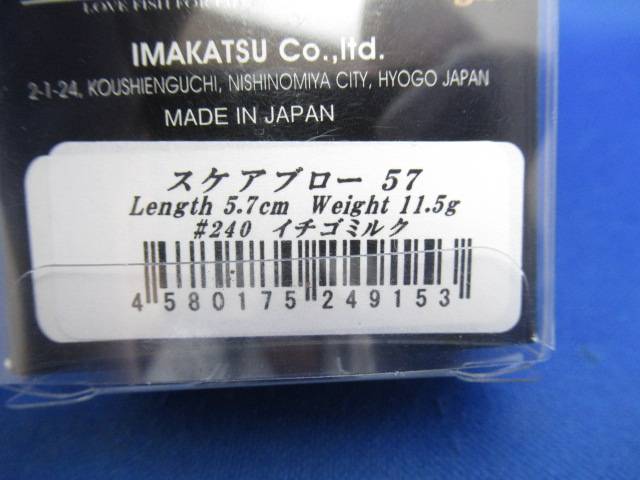 LOVE FISH FOR
IMAKATSU Co.,ltd.
2-1-24, KOUSHIENGUCHI, NISHINOMIYA CITY, HYOGO JAPAN
MADE IN JAPAN
スケアブロー 57
Length 5.7cm Weight 11.5g
#240 イチゴミルク
4 580175 249153